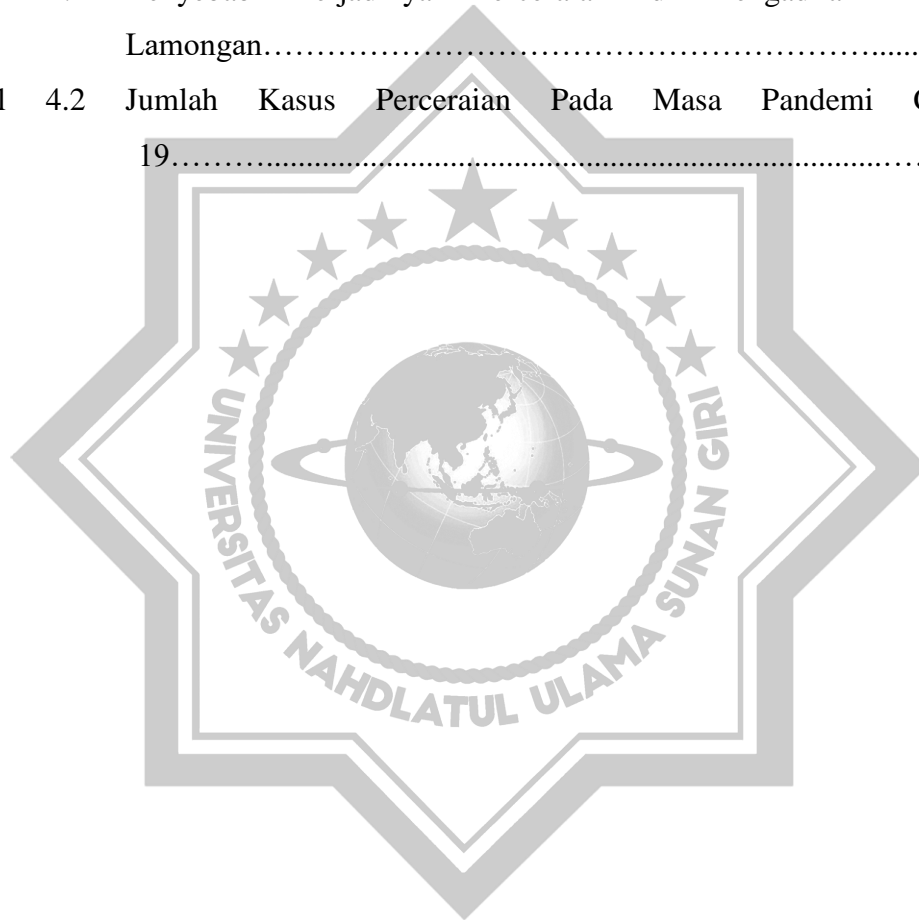 Lamongan……………………………………………………......
4.2 Jumlah Kasus Perceraian Pada Masa Pandemi
19……….................................................................................……
UNIVERSITAS NAHDLATUL ULAMA SUNAN GIRI